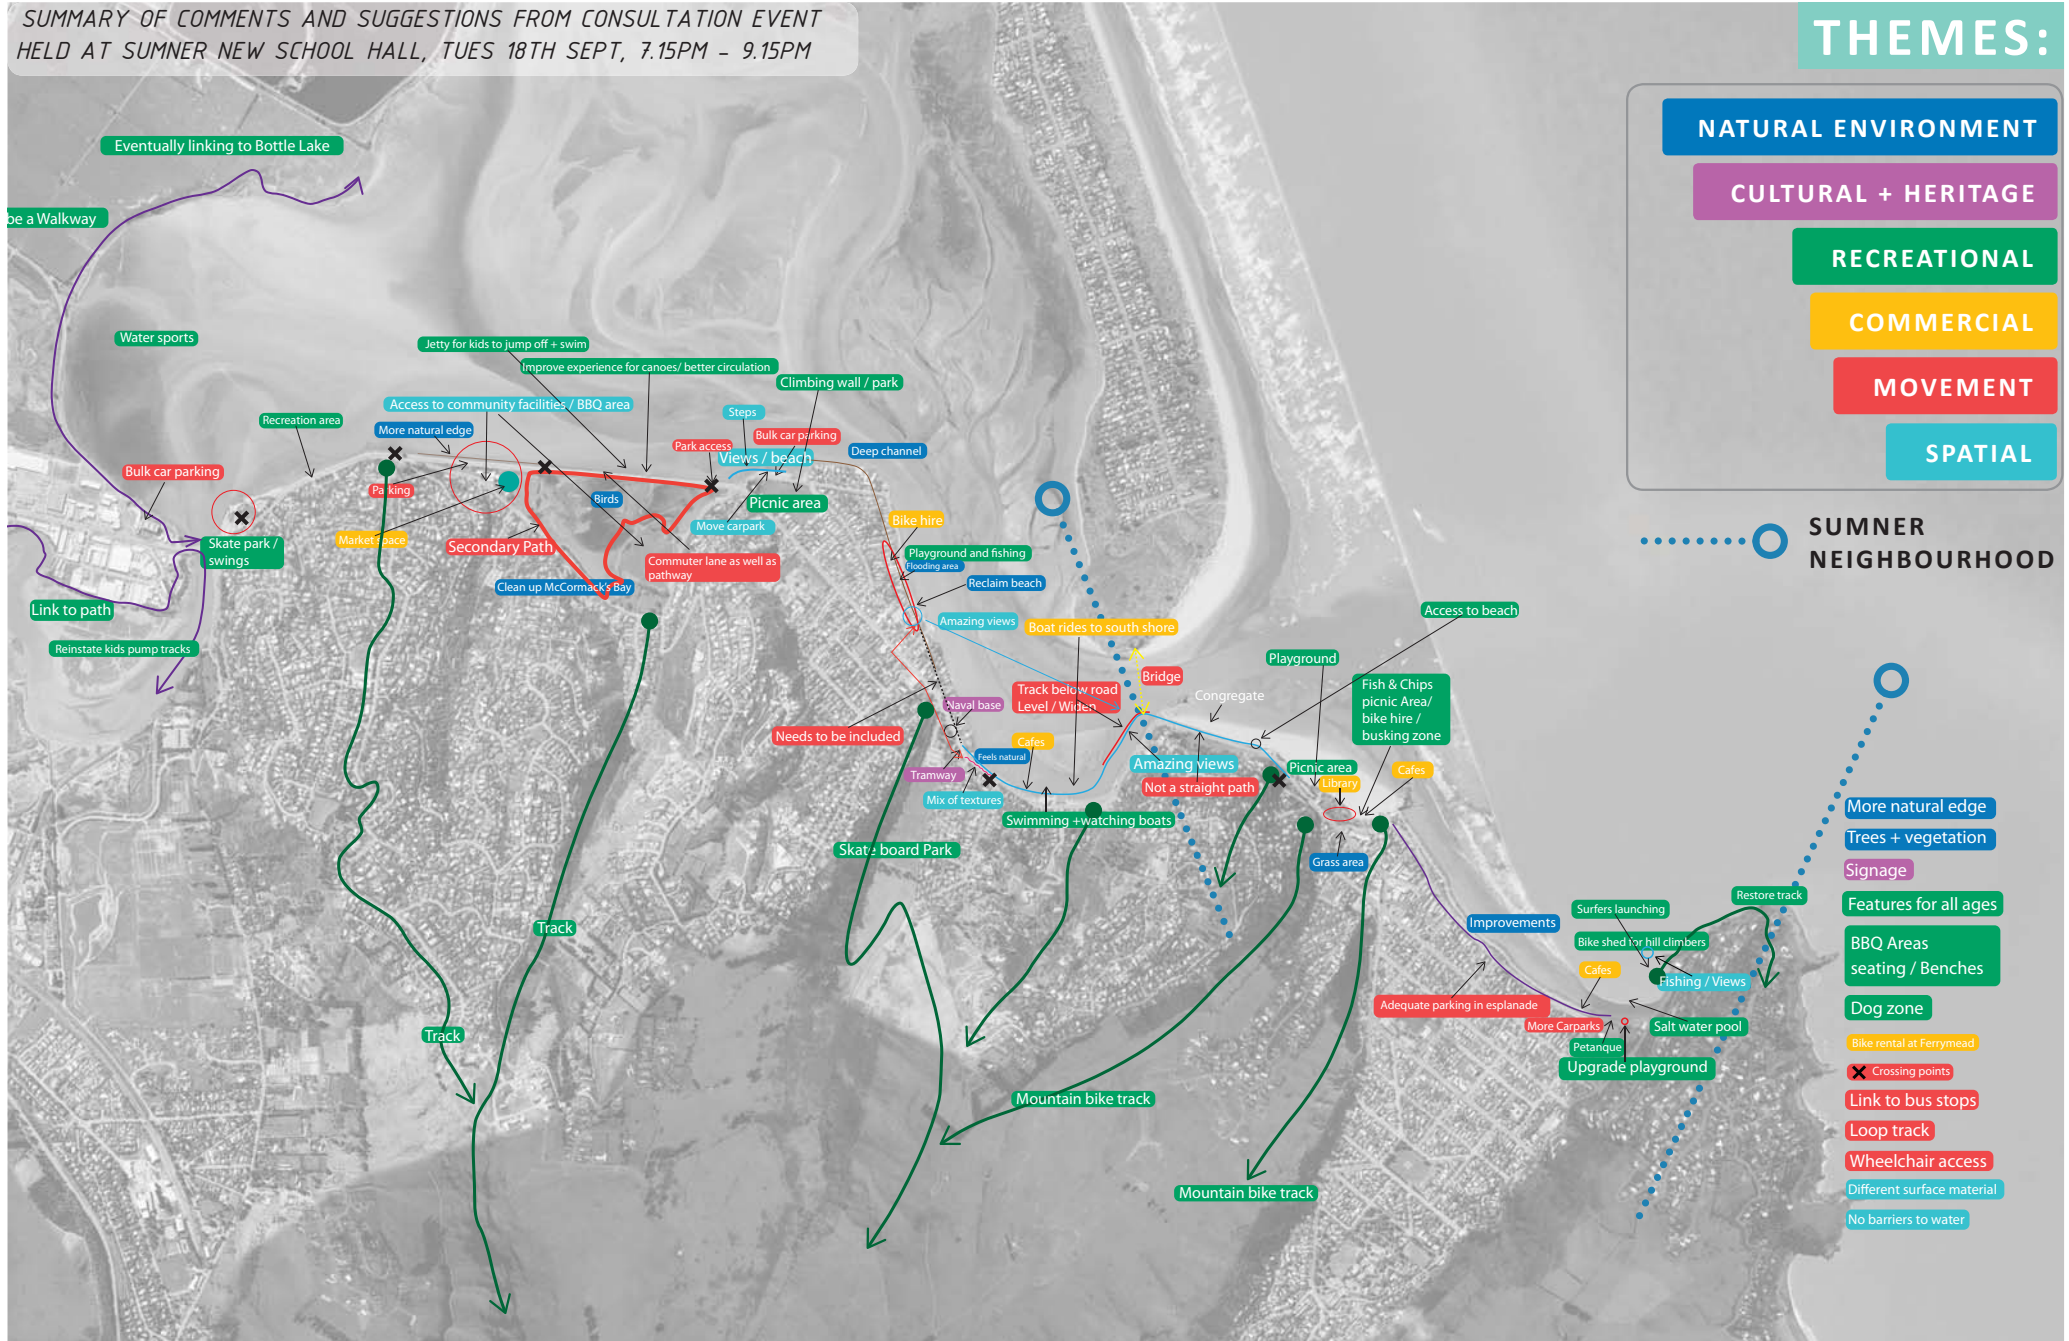 SUMMARY OF COMMENTS AND SUGGESTIONS FROM CONSULTATION EVENT
HELD AT SUMNER NEW SCHOOL HALL, TUES 18TH SEPT, 7.15PM - 9.15PM
THEMES:
NATURAL ENVIRONMENT
CULTURAL + HERITAGE
RECREATIONAL
COMMERCIAL
MOVEMENT
SPATIAL
SUMNER
NEIGHBOURHOOD
Eventually linking to Bottle Lake
be a Walkway
Water sports
Jetty for kids to jump off + swim
Improve experience for canoes/ better circulation
Climbing wall / park
Access to community facilities / BBQ area
Steps
Recreation area
More natural edge
Bulk car parking
Park access
Deep channel
Views / beach
Bulk car parking
Parking
Birds
Picnic area
Move carpark
Bike hire
Market space
Secondary Path
Skate park /
swings
Commuter lane as well as
pathway
Playground and fishing
Flooding area
Clean up McCormack's Bay
Reclaim beach
Link to path
Amazing views
Boat rides to south shore
Access to beach
Reinstate kids pump tracks
Playground
Bridge
Track below road
Level / Widen
Congregate
Fish & Chips
picnic Area/
bike hire /
busking zone
Naval base
Needs to be included
Cafes
Feels natural
Amazing views
Picnic area
Cafes
Tramway
Library
Not a straight path
Mix of textures
Swimming +watching boats
Skate board Park
Grass area
More natural edge
Trees + vegetation
Signage
Features for all ages
BBQ Areas
seating / Benches
Dog zone
Bike rental at Ferrymead
Crossing points
Link to bus stops
Loop track
Wheelchair access
Different surface material
No barriers to water
Restore track
Surfers launching
Improvements
Bike shed for hill climbers
Track
Cafes
Fishing / Views
Adequate parking in esplanade
More Carparks
Salt water pool
Track
Petanque
Upgrade playground
Mountain bike track
Mountain bike track